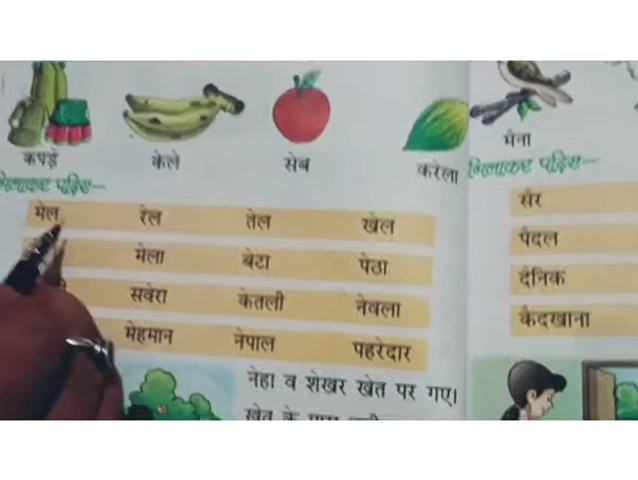 कपड़े केले सेब करेला
मिलाकर पढ़िए—
मेल रेल तेल खेल
मेला बेटा पेठा
सवेरा केतली नेवला
मेहमान नेपाल पहरेदार
नेहा व शेखर खेत पर गए।
खेत के पास
मैना
मिलाकर पढ़िए—
सैर
पैदल
दैनिक
कैदखाना